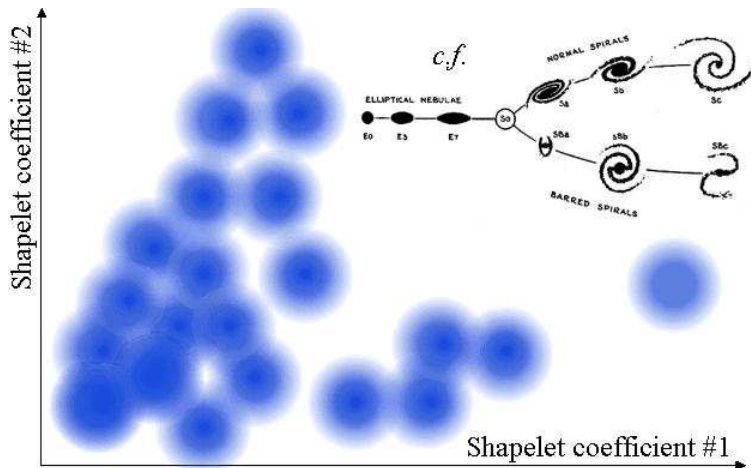 Shapelet coefficient #2
c.f.
NORMAL SPIRALS
Sa
Sb
Sc
ELLIPTICAL NEBULAE
E0
E3
E7
S0
SBa
SBb
SBc
BARRED SPIRALS
Shapelet coefficient #1